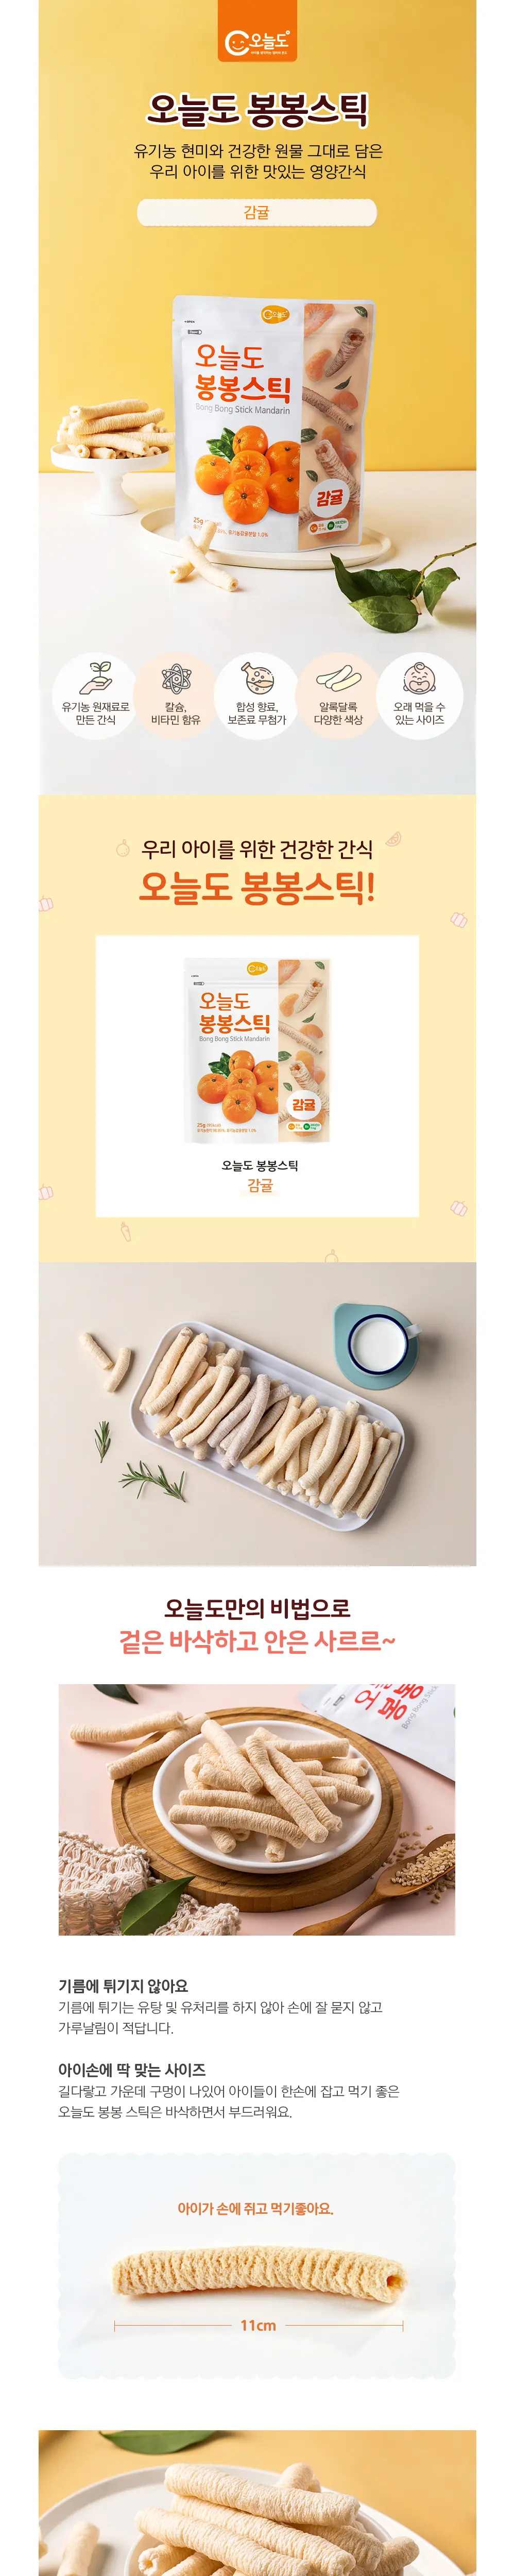 오늘도
오늘도 봉봉스틱
유기농 현미와 건강한 원물 그대로 담은
우리 아이를 위한 맛있는 영양간식
감귤
오늘도
오늘도
봉봉스틱
Bong Bong Stick Mandarin
감귤
25g
유기농 원재료로
만든 간식
칼슘,
비타민 함유
합성 향료,
보존료 무첨가
알록달록
다양한 색상
오래 먹을 수
있는 사이즈
우리 아이를 위한 건강한 간식
오늘도 봉봉스틱!
오늘도
봉봉스틱
Bong Bong Stick Mandarin
감귤
25g
오늘도 봉봉스틱
감귤
오늘도만의 비법으로
겉은 바삭하고 안은 사르르~
Bong Bong Stick
기름에 튀기지 않아요
기름에 튀기는 유탕 및 유처리를 하지 않아 손에 잘 묻지 않고
가루날림이 적답니다.
아이손에 딱 맞는 사이즈
길다랗고 가운데 구멍이 나있어 아이들이 한손에 잡고 먹기 좋은
오늘도 봉봉 스틱은 바삭하면서 부드러워요.
아이가 손에 쥐고 먹기좋아요.
11cm